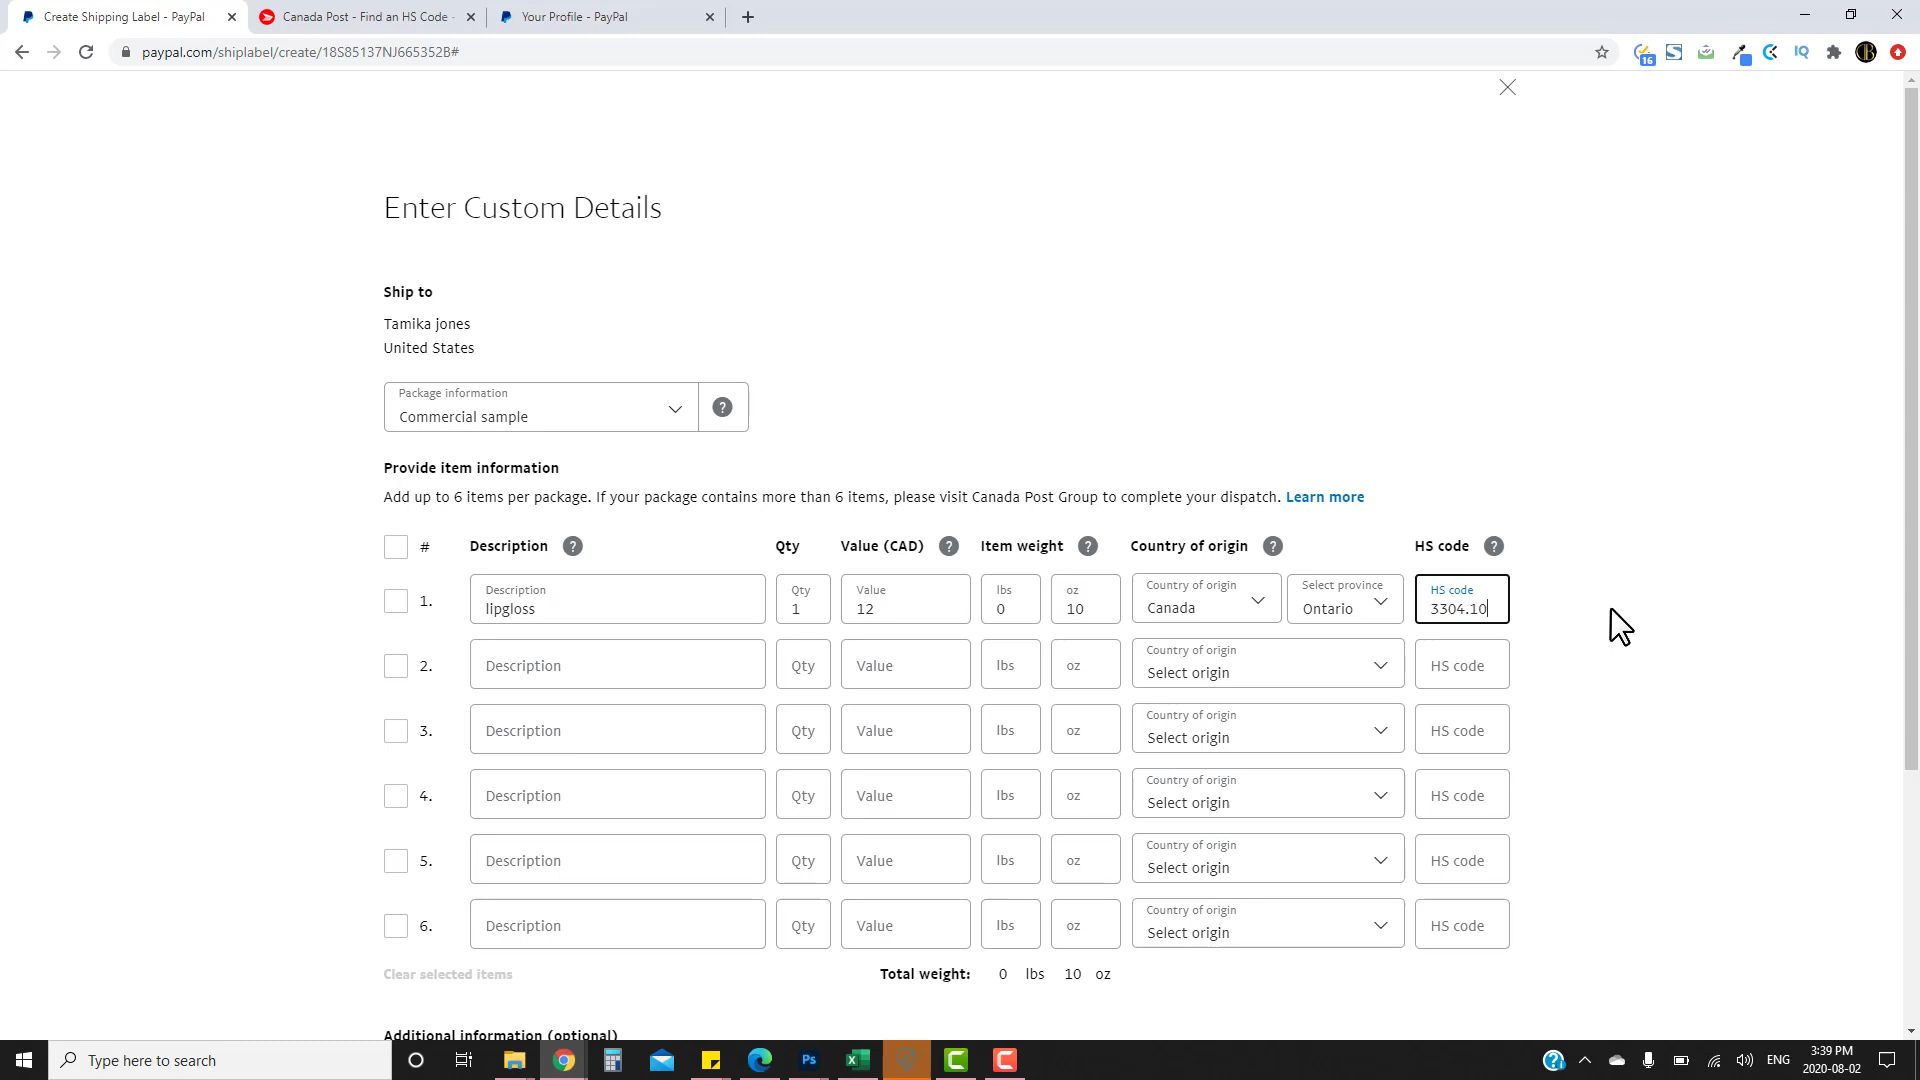 Create Shipping Label - PayPal
Canada Post - Find an HS Code -
Your Profile - PayPal
paypal.com/shiplabel/create/18S85137NJ665352B#
16
IQ
Enter Custom Details
Ship to
Tamika jones
United States
Package information
Commercial sample
?
Provide item information
Add up to 6 items per package. If your package contains more than 6 items, please visit Canada Post Group to complete your dispatch. Learn more
# Description ? Qty Value (CAD) ? Item weight ? Country of origin ? HS code ?
1. Description lipgloss Qty 1 Value 12 lbs 0 oz 10 Country of origin Canada Select province Ontario HS code 3304.10
2. Description Qty Value lbs oz Country of origin Select origin HS code
3. Description Qty Value lbs oz Country of origin Select origin HS code
4. Description Qty Value lbs oz Country of origin Select origin HS code
5. Description Qty Value lbs oz Country of origin Select origin HS code
6. Description Qty Value lbs oz Country of origin Select origin HS code
Clear selected items Total weight: 0 lbs 10 oz
Additional information (optional)
Type here to search
Ps
ENG
3:39 PM
2020-08-02